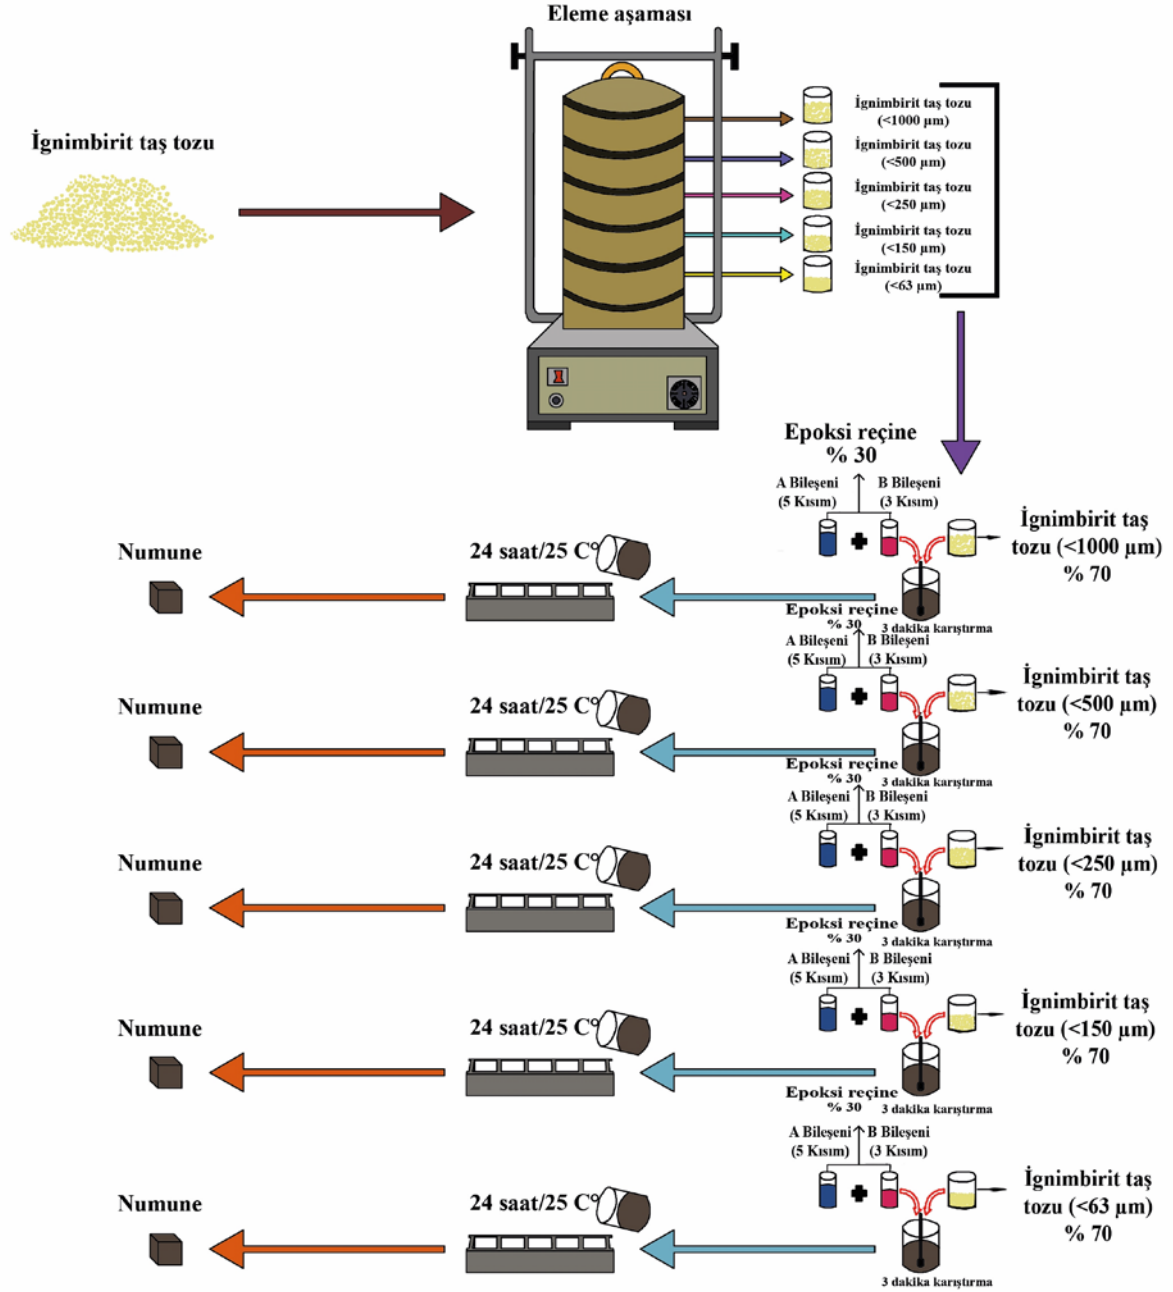 Eleme aşaması
İgnimbirit taş tozu
İgnimbirit taş tozu
(<1000 µm)
İgnimbirit taş tozu
(<500 µm)
İgnimbirit taş tozu
(<250 µm)
İgnimbirit taş tozu
(<150 µm)
İgnimbirit taş tozu
(<63 µm)
Epoksi reçine
% 30
A Bileşeni
(5 Kısım)
B Bileşeni
(3 Kısım)
İgnimbirit taş
tozu (<1000 µm)
% 70
3 dakika karıştırma
24 saat/25 C°
Numune
Epoksi reçine
% 30
A Bileşeni
(5 Kısım)
B Bileşeni
(3 Kısım)
İgnimbirit taş
tozu (<500 µm)
% 70
3 dakika karıştırma
24 saat/25 C°
Numune
Epoksi reçine
% 30
A Bileşeni
(5 Kısım)
B Bileşeni
(3 Kısım)
İgnimbirit taş
tozu (<250 µm)
% 70
3 dakika karıştırma
24 saat/25 C°
Numune
Epoksi reçine
% 30
A Bileşeni
(5 Kısım)
B Bileşeni
(3 Kısım)
İgnimbirit taş
tozu (<150 µm)
% 70
3 dakika karıştırma
24 saat/25 C°
Numune
Epoksi reçine
% 30
A Bileşeni
(5 Kısım)
B Bileşeni
(3 Kısım)
İgnimbirit taş
tozu (<63 µm)
% 70
3 dakika karıştırma
24 saat/25 C°
Numune